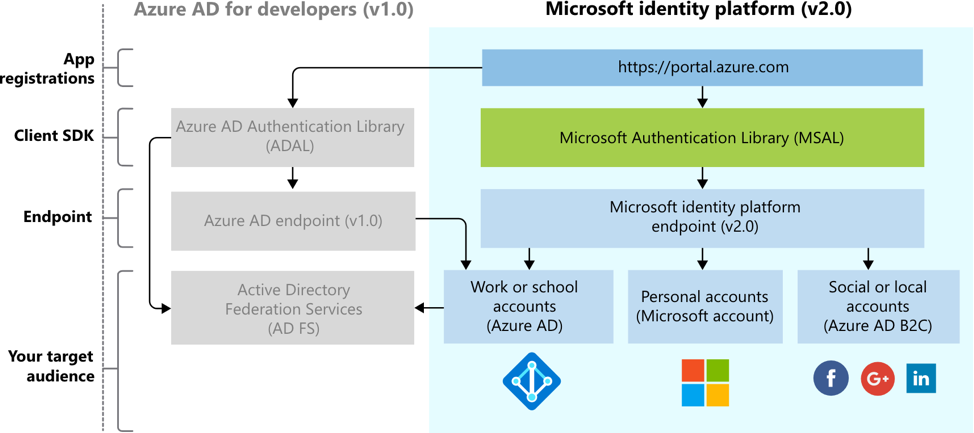 Azure AD for developers (v1.0)
Microsoft identity platform (v2.0)
App
registrations
https://portal.azure.com
Client SDK
Azure AD Authentication Library
(ADAL)
Microsoft Authentication Library (MSAL)
Endpoint
Azure AD endpoint (v1.0)
Microsoft identity platform
endpoint (v2.0)
Your target
audience
Active Directory
Federation Services
(AD FS)
Work or school
accounts
(Azure AD)
Personal accounts
(Microsoft account)
Social or local
accounts
(Azure AD B2C)
f
G+
in